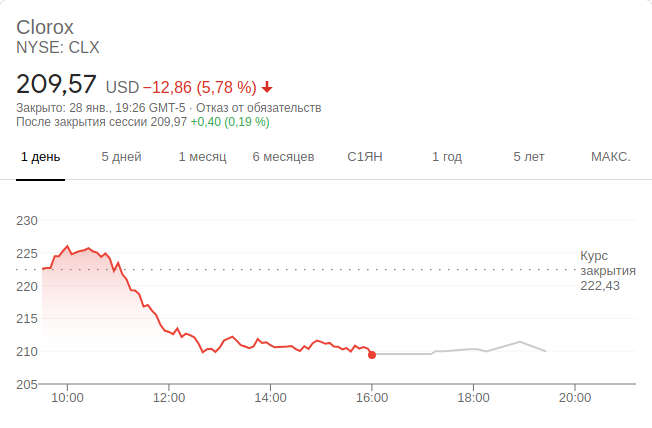 Clorox
NYSE: CLX
209,57 USD −12,86 (5,78 %)
Закрыто: 28 янв., 19:26 GMT-5 · Отказ от обязательств
После закрытия сессии 209,97 +0,40 (0,19 %)
1 день 5 дней 1 месяц 6 месяцев С1ЯН 1 год 5 лет МАКС.
230
225
220
215
210
205
Курс
закрытия
222,43
10:00 12:00 14:00 16:00 18:00 20:00